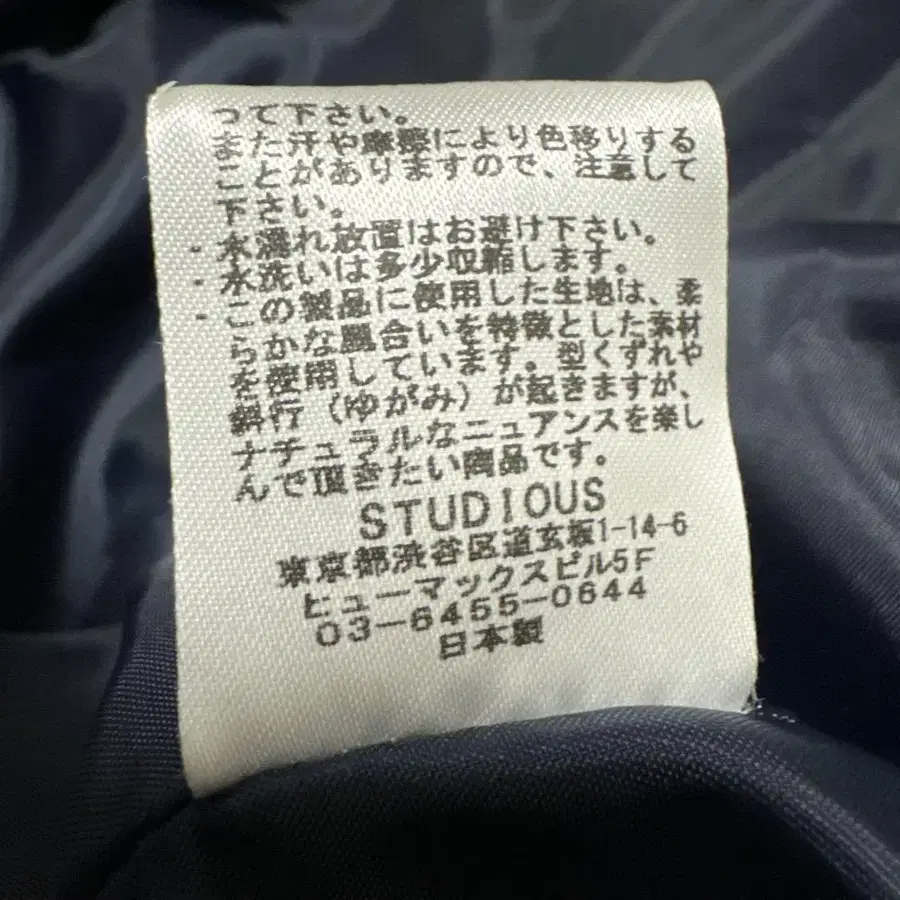 って下さい。
また汗や摩擦により色移りする
ことがありますので、注意して
下さい。
・水濡れ放置はお避け下さい。
・水洗いは多少収縮します。
・この製品に使用した生地は、柔
らかな風合いを特徴とした素材
を使用しています。型くずれや
斜行（ゆがみ）が起きますが、
ナチュラルなニュアンスを楽し
んで頂きたい商品です。
STUDIOUS
東京都渋谷区道玄坂1-14-6
ヒューマックスビル5F
03-6455-0644
日本製